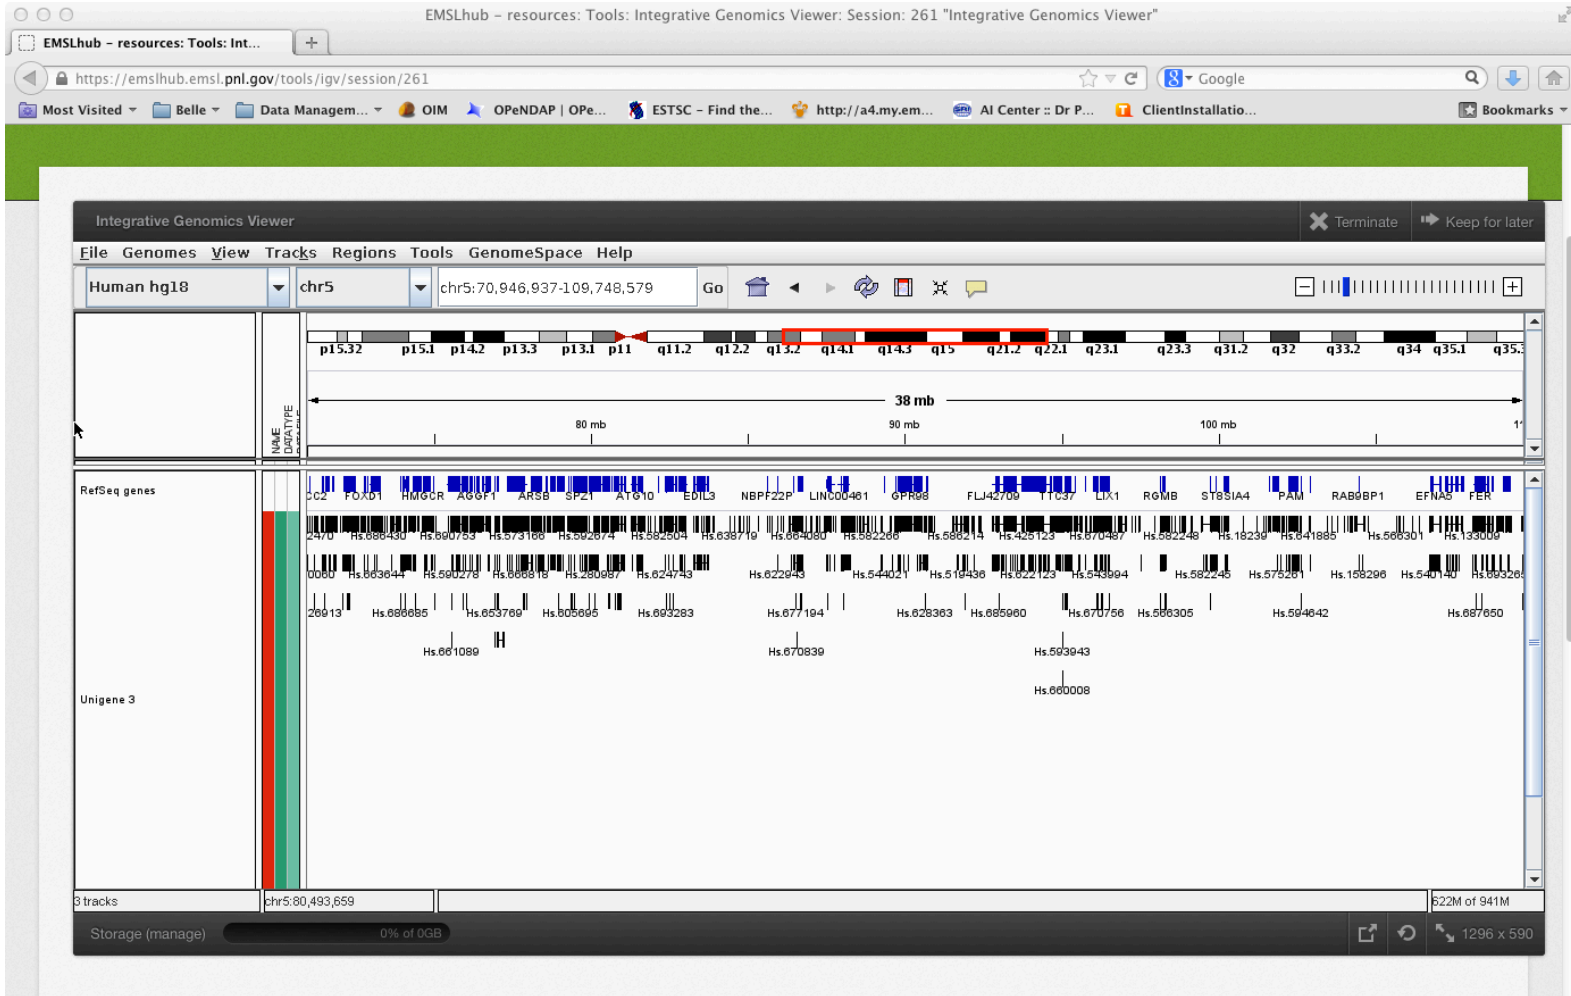 EMSLhub – resources: Tools: Integrative Genomics Viewer: Session: 261 "Integrative Genomics Viewer"
EMSLhub – resources: Tools: Int...
https://emslhub.emsl.pnl.gov/tools/igv/session/261
Google
Most Visited Belle Data Managem... OIM OPeNDAP | OPe... ESTSC – Find the... http://a4.my.em... AI Center :: Dr P... ClientInstallatio... Bookmarks
Integrative Genomics Viewer Terminate Keep for later
File Genomes View Tracks Regions Tools GenomeSpace Help
Human hg18 chr5 chr5:70,946,937-109,748,579 Go
p15.32 p15.1 p14.2 p13.3 p13.1 p11 q11.2 q12.2 q13.2 q14.1 q14.3 q15 q21.2 q22.1 q23.1 q23.3 q31.2 q32 q33.2 q34 q35.1 q35.3
38 mb
NAME
DATA TYPE
80 mb 90 mb 100 mb 1
RefSeq genes
CC2 FOXD1 HMGCR AGGF1 ARSB SPZ1 ATG10 EDIL3 NBPF22P LINC00461 GPR98 FLJ42709 TTC37 LIX1 RGMB ST8SIA4 PAM RAB9BP1 EFNA5 FER
2470 Hs.686430 Hs.690753 Hs.573166 Hs.592674 Hs.582504 Hs.638719 Hs.664080 Hs.582266 Hs.586214 Hs.425123 Hs.670487 Hs.582248 Hs.18239 Hs.641885 Hs.566301 Hs.133009
0060 Hs.663644 Hs.590278 Hs.666818 Hs.280987 Hs.624743 Hs.622943 Hs.544021 Hs.519436 Hs.622123 Hs.543994 Hs.582245 Hs.575261 Hs.158296 Hs.540140 Hs.69326
26913 Hs.686685 Hs.653769 Hs.605695 Hs.693283 Hs.677194 Hs.628363 Hs.685960 Hs.670756 Hs.566305 Hs.594642 Hs.687650
Hs.661089 Hs.670839 Hs.593943
Hs.660008
Unigene 3
3 tracks chr5:80,493,659 622M of 941M
Storage (manage) 0% of 0GB 1296 x 590